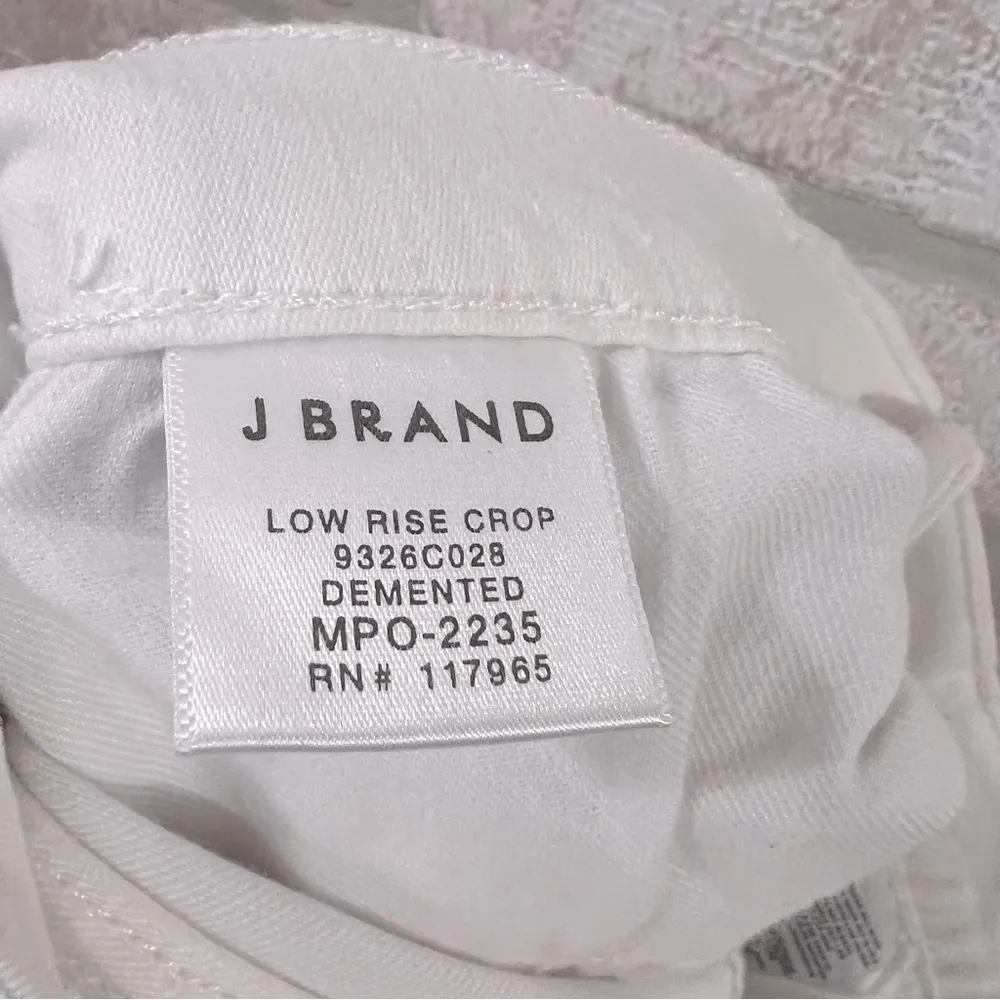 J BRAND
LOW RISE CROP
9326C028
DEMENTED
MPO-2235
RN# 117965